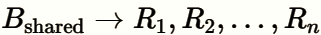 B_shared → R_1, R_2, ..., R_n